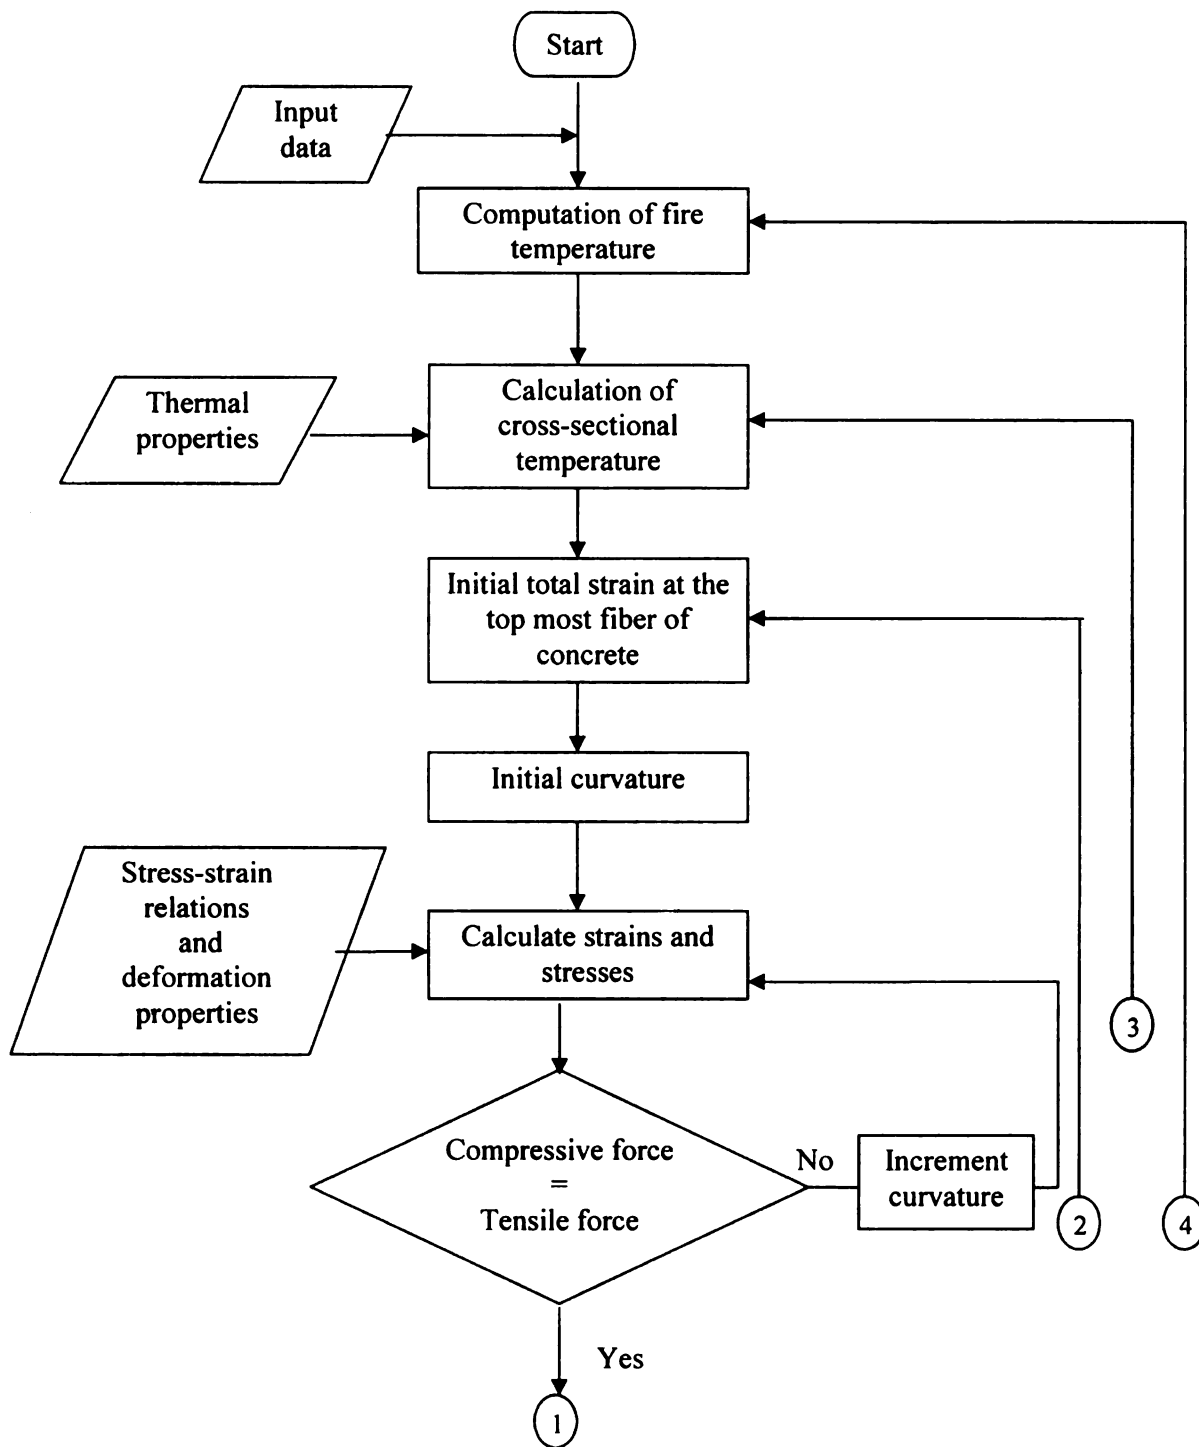 Start
Input
data
Computation of fire
temperature
Thermal
properties
Calculation of
cross-sectional
temperature
Initial total strain at the
top most fiber of
concrete
Initial curvature
Stress-strain
relations
and
deformation
properties
Calculate strains and
stresses
3
Compressive force
=
Tensile force
No
Increment
curvature
2
4
Yes
1